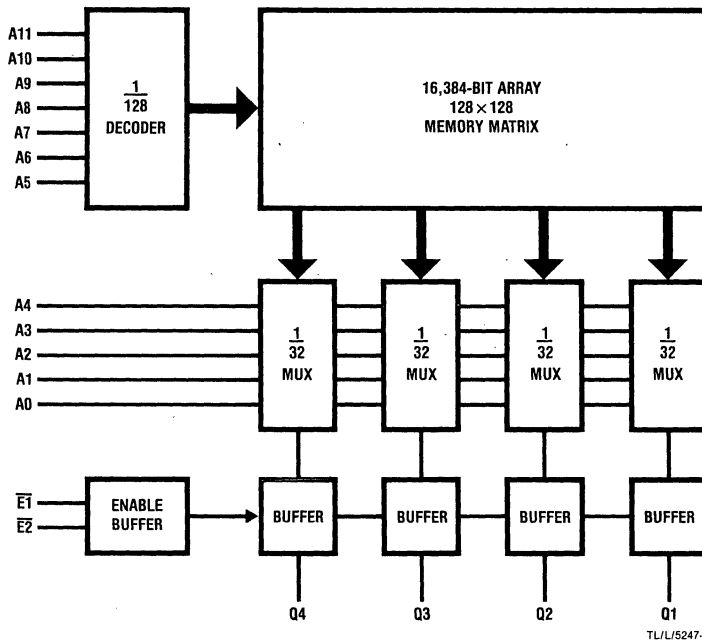 A11
A10
A9
A8
A7
A6
A5
1
128
DECODER
16,384-BIT ARRAY
128 × 128
MEMORY MATRIX
A4
A3
A2
A1
A0
1
32
MUX
1
32
MUX
1
32
MUX
1
32
MUX
E1
E2
ENABLE
BUFFER
BUFFER
BUFFER
BUFFER
BUFFER
Q4
Q3
Q2
Q1
TL/L/5247-